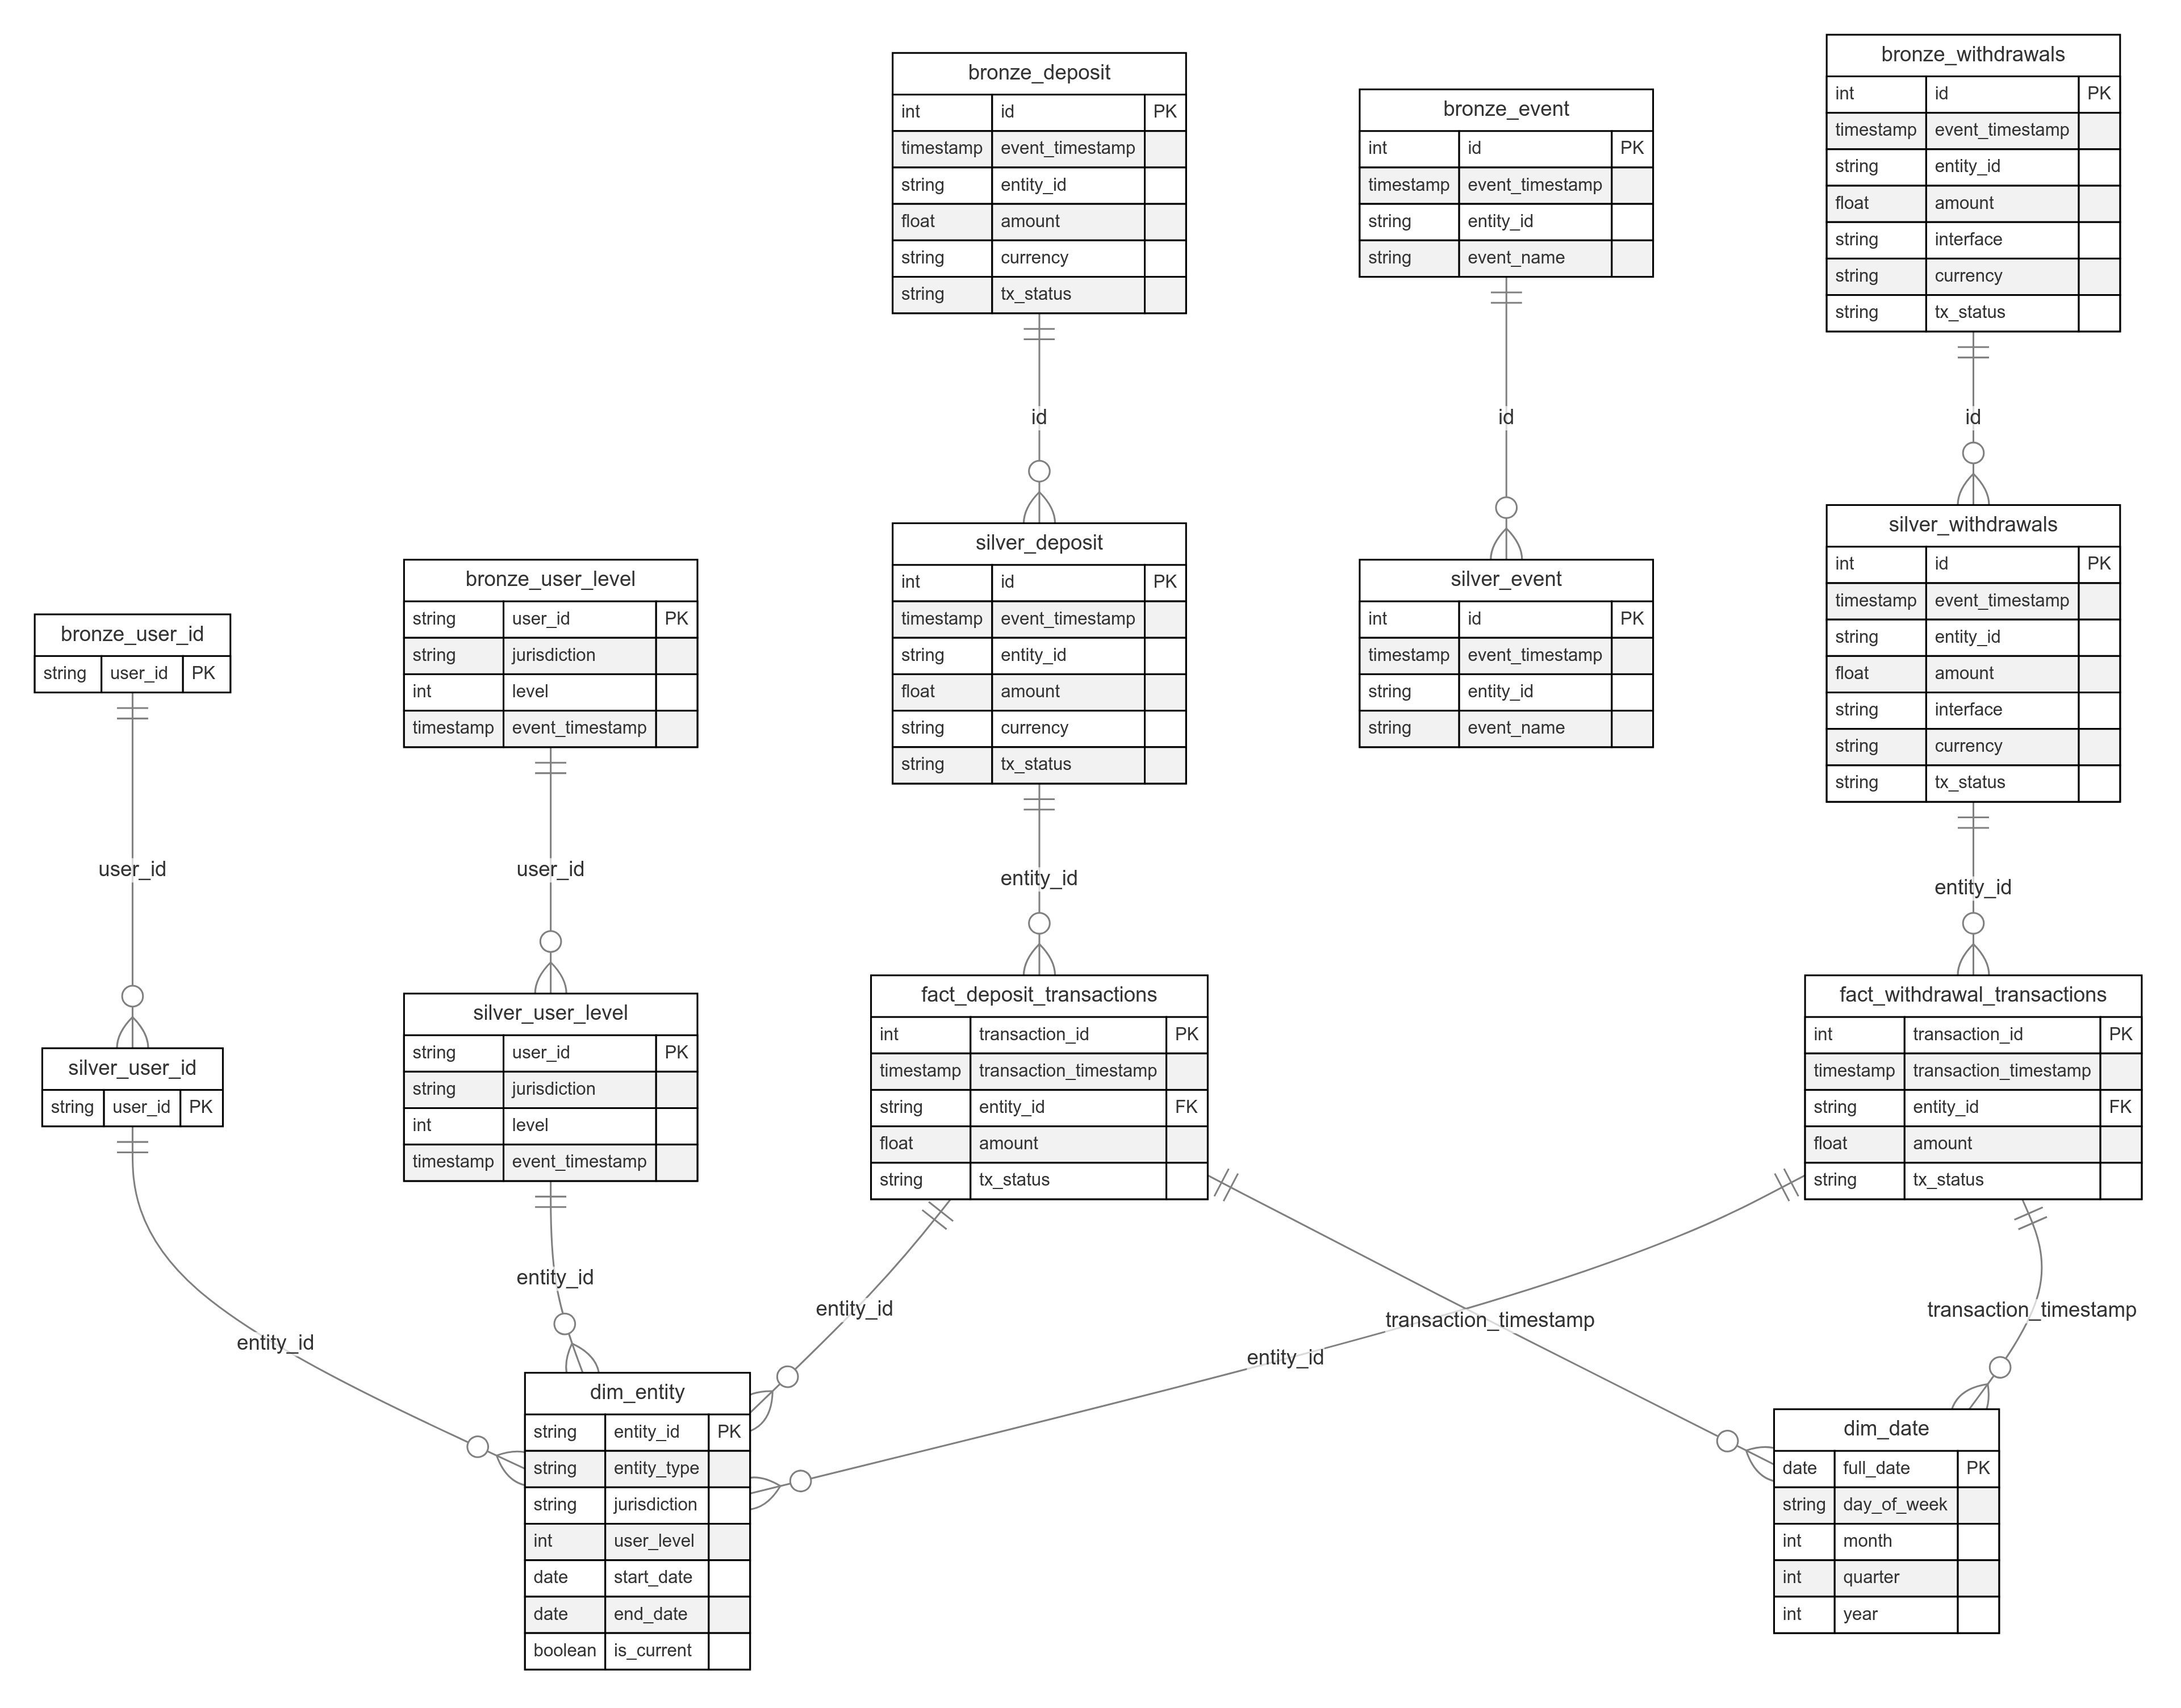 bronze_withdrawals
int id PK
timestamp event_timestamp
string entity_id
float amount
string interface
string currency
string tx_status
bronze_deposit
int id PK
timestamp event_timestamp
string entity_id
float amount
string currency
string tx_status
bronze_event
int id PK
timestamp event_timestamp
string entity_id
string event_name
id
id
id
silver_withdrawals
int id PK
timestamp event_timestamp
string entity_id
float amount
string interface
string currency
string tx_status
silver_deposit
int id PK
timestamp event_timestamp
string entity_id
float amount
string currency
string tx_status
silver_event
int id PK
timestamp event_timestamp
string entity_id
string event_name
bronze_user_level
string user_id PK
string jurisdiction
int level
timestamp event_timestamp
bronze_user_id
string user_id PK
user_id
user_id
entity_id
entity_id
silver_user_id
string user_id PK
silver_user_level
string user_id PK
string jurisdiction
int level
timestamp event_timestamp
fact_deposit_transactions
int transaction_id PK
timestamp transaction_timestamp
string entity_id FK
float amount
string tx_status
fact_withdrawal_transactions
int transaction_id PK
timestamp transaction_timestamp
string entity_id FK
float amount
string tx_status
entity_id
entity_id
entity_id
entity_id
transaction_timestamp
transaction_timestamp
dim_entity
string entity_id PK
string entity_type
string jurisdiction
int user_level
date start_date
date end_date
boolean is_current
dim_date
date full_date PK
string day_of_week
int month
int quarter
int year